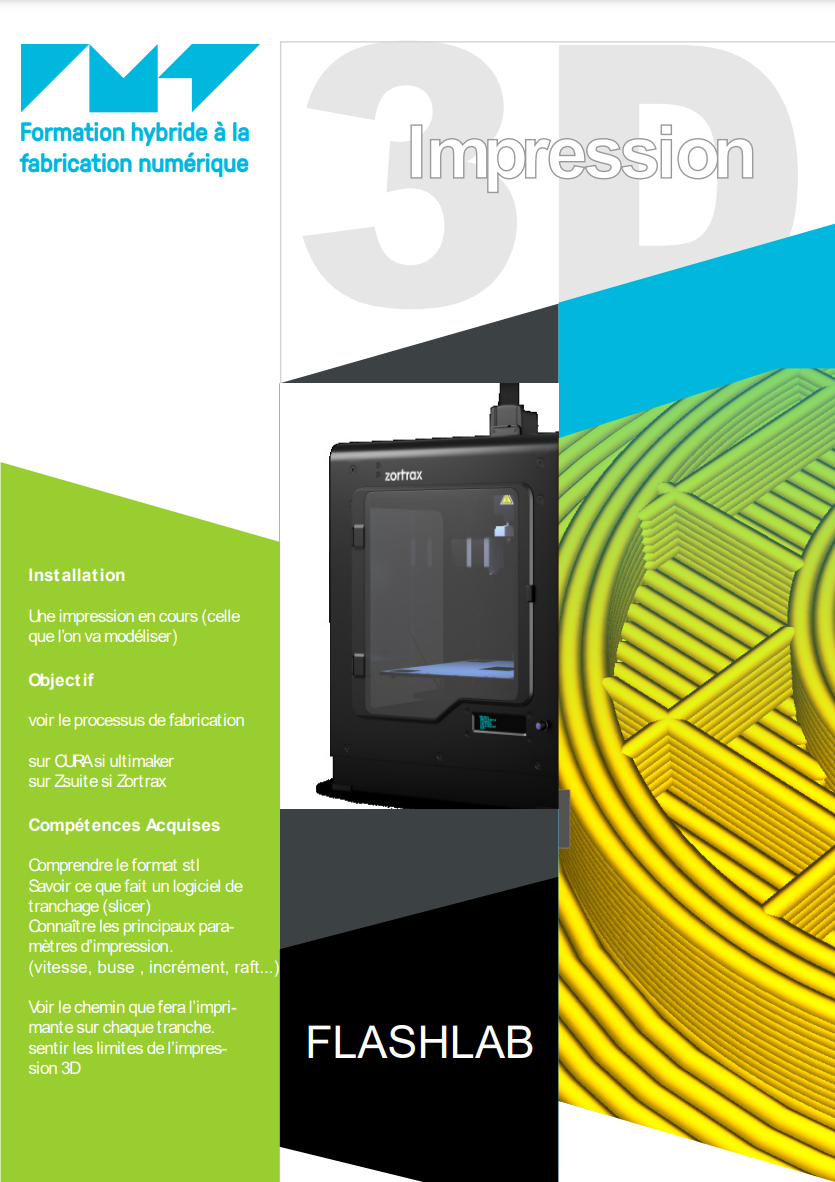 Formation hybride à la
fabrication numérique
3D
Impression
zortrax
Installation
Une impression en cours (celle
que l'on va modéliser)
Objectif
voir le processus de fabrication
sur CURA si ultimaker
sur Zsuite si Zortrax
Compétences Acquises
Comprendre le format stl
Savoir ce que fait un logiciel de
tranchage (slicer)
Connaître les principaux para-
mètres d'impression.
(vitesse, buse , incrément, raft...)
Voir le chemin que fera l'impri-
mante sur chaque tranche.
sentir les limites de l'impres-
sion 3D
FLASHLAB